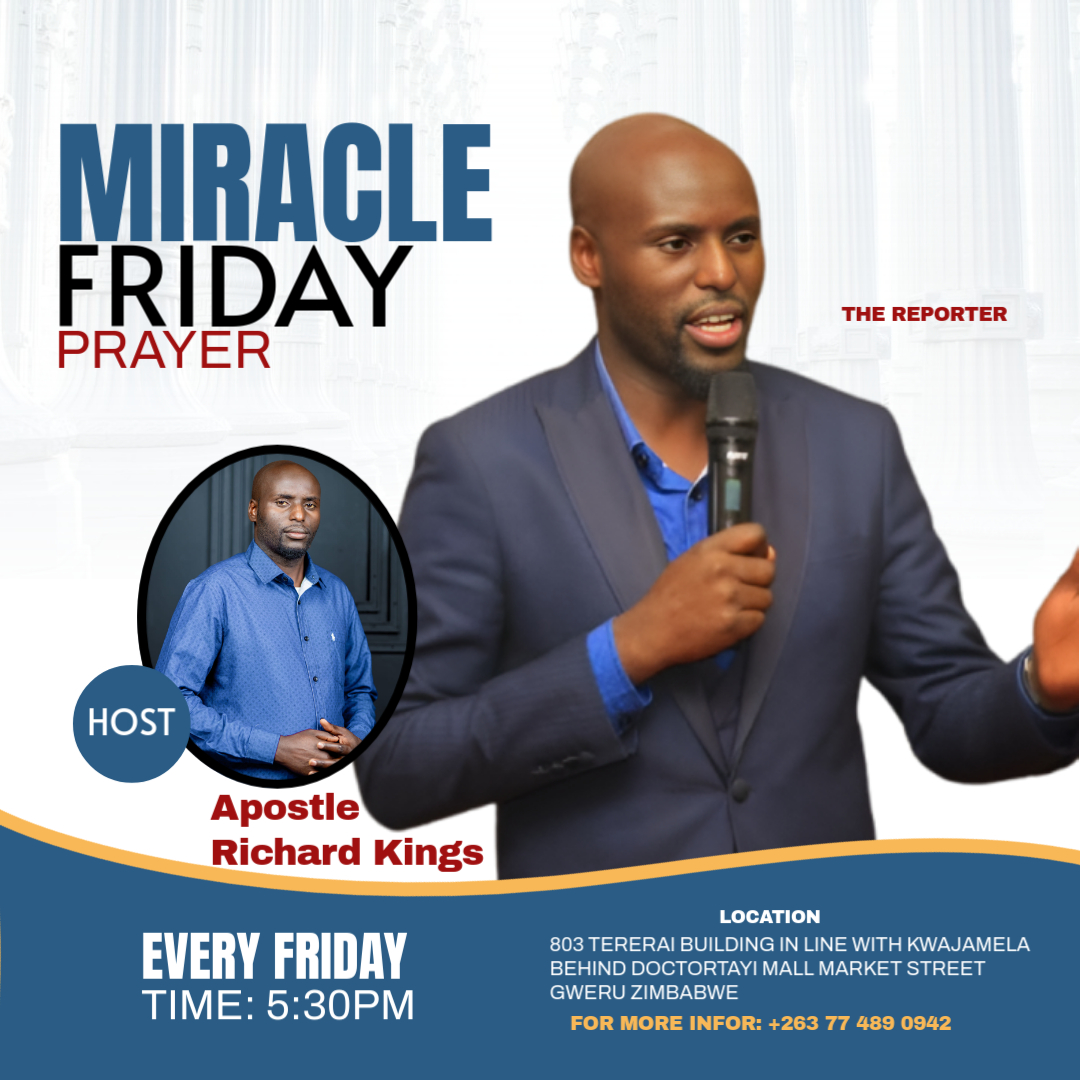 MIRACLE
FRIDAY
PRAYER
THE REPORTER
HOST
Apostle
Richard Kings
EVERY FRIDAY
TIME: 5:30PM
LOCATION
803 TERERAI BUILDING IN LINE WITH KWAJAMELA
BEHIND DOCTORTAYI MALL MARKET STREET
GWERU ZIMBABWE
FOR MORE INFOR: +263 77 489 0942